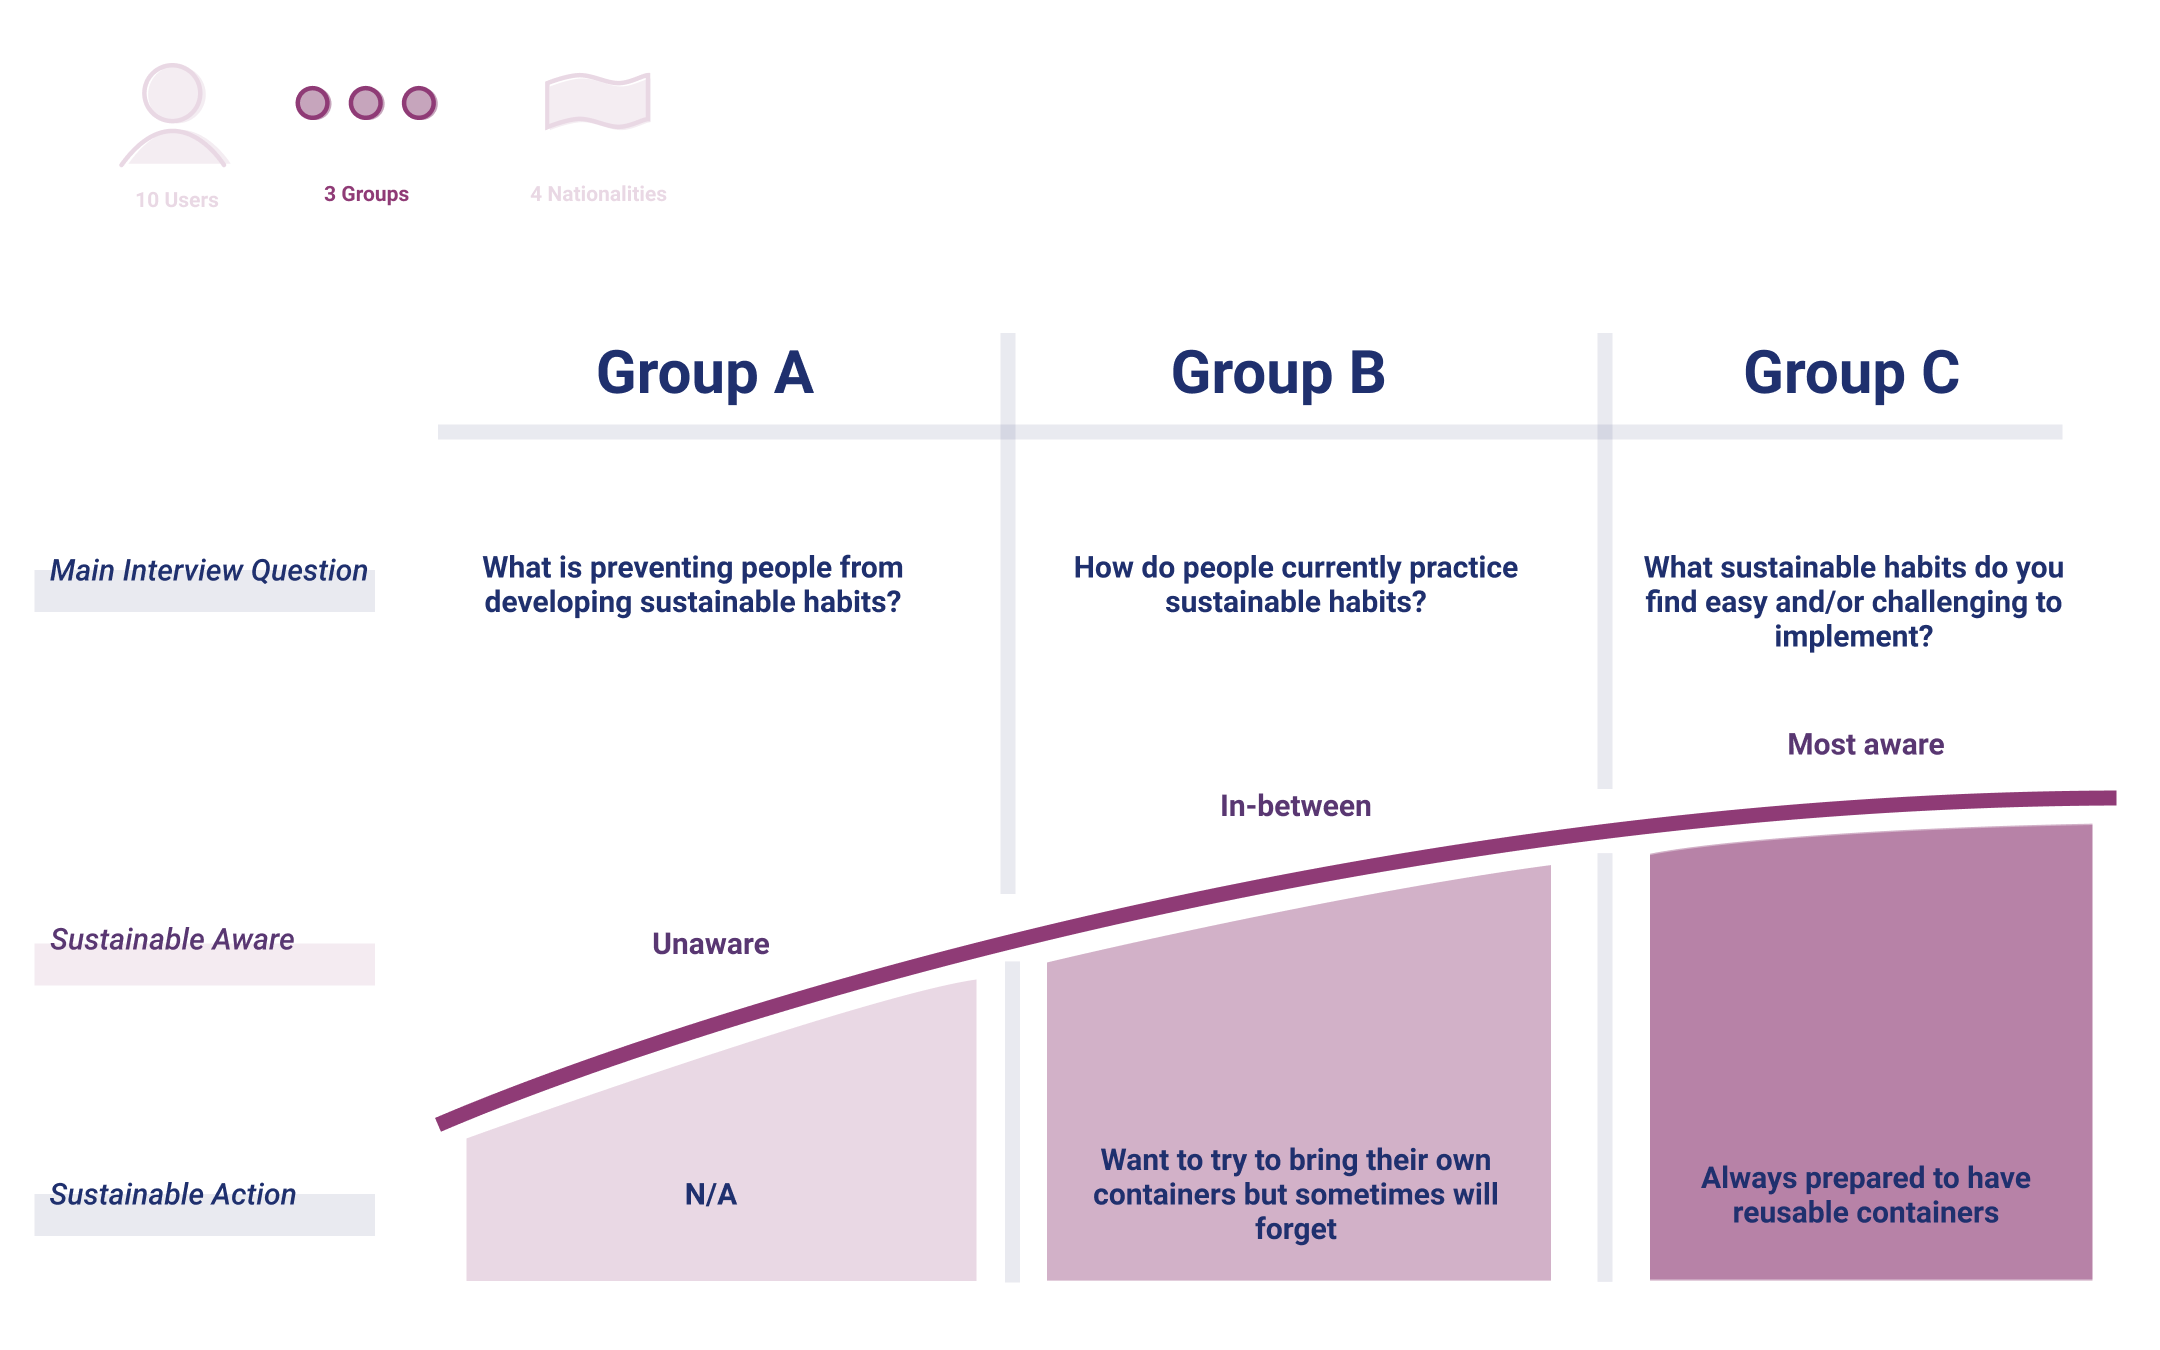 10 Users
3 Groups
4 Nationalities
Group A
Group B
Group C
Main Interview Question
What is preventing people from
developing sustainable habits?
How do people currently practice
sustainable habits?
What sustainable habits do you
find easy and/or challenging to
implement?
Sustainable Aware
Unaware
In-between
Most aware
Sustainable Action
N/A
Want to try to bring their own
containers but sometimes will
forget
Always prepared to have
reusable containers